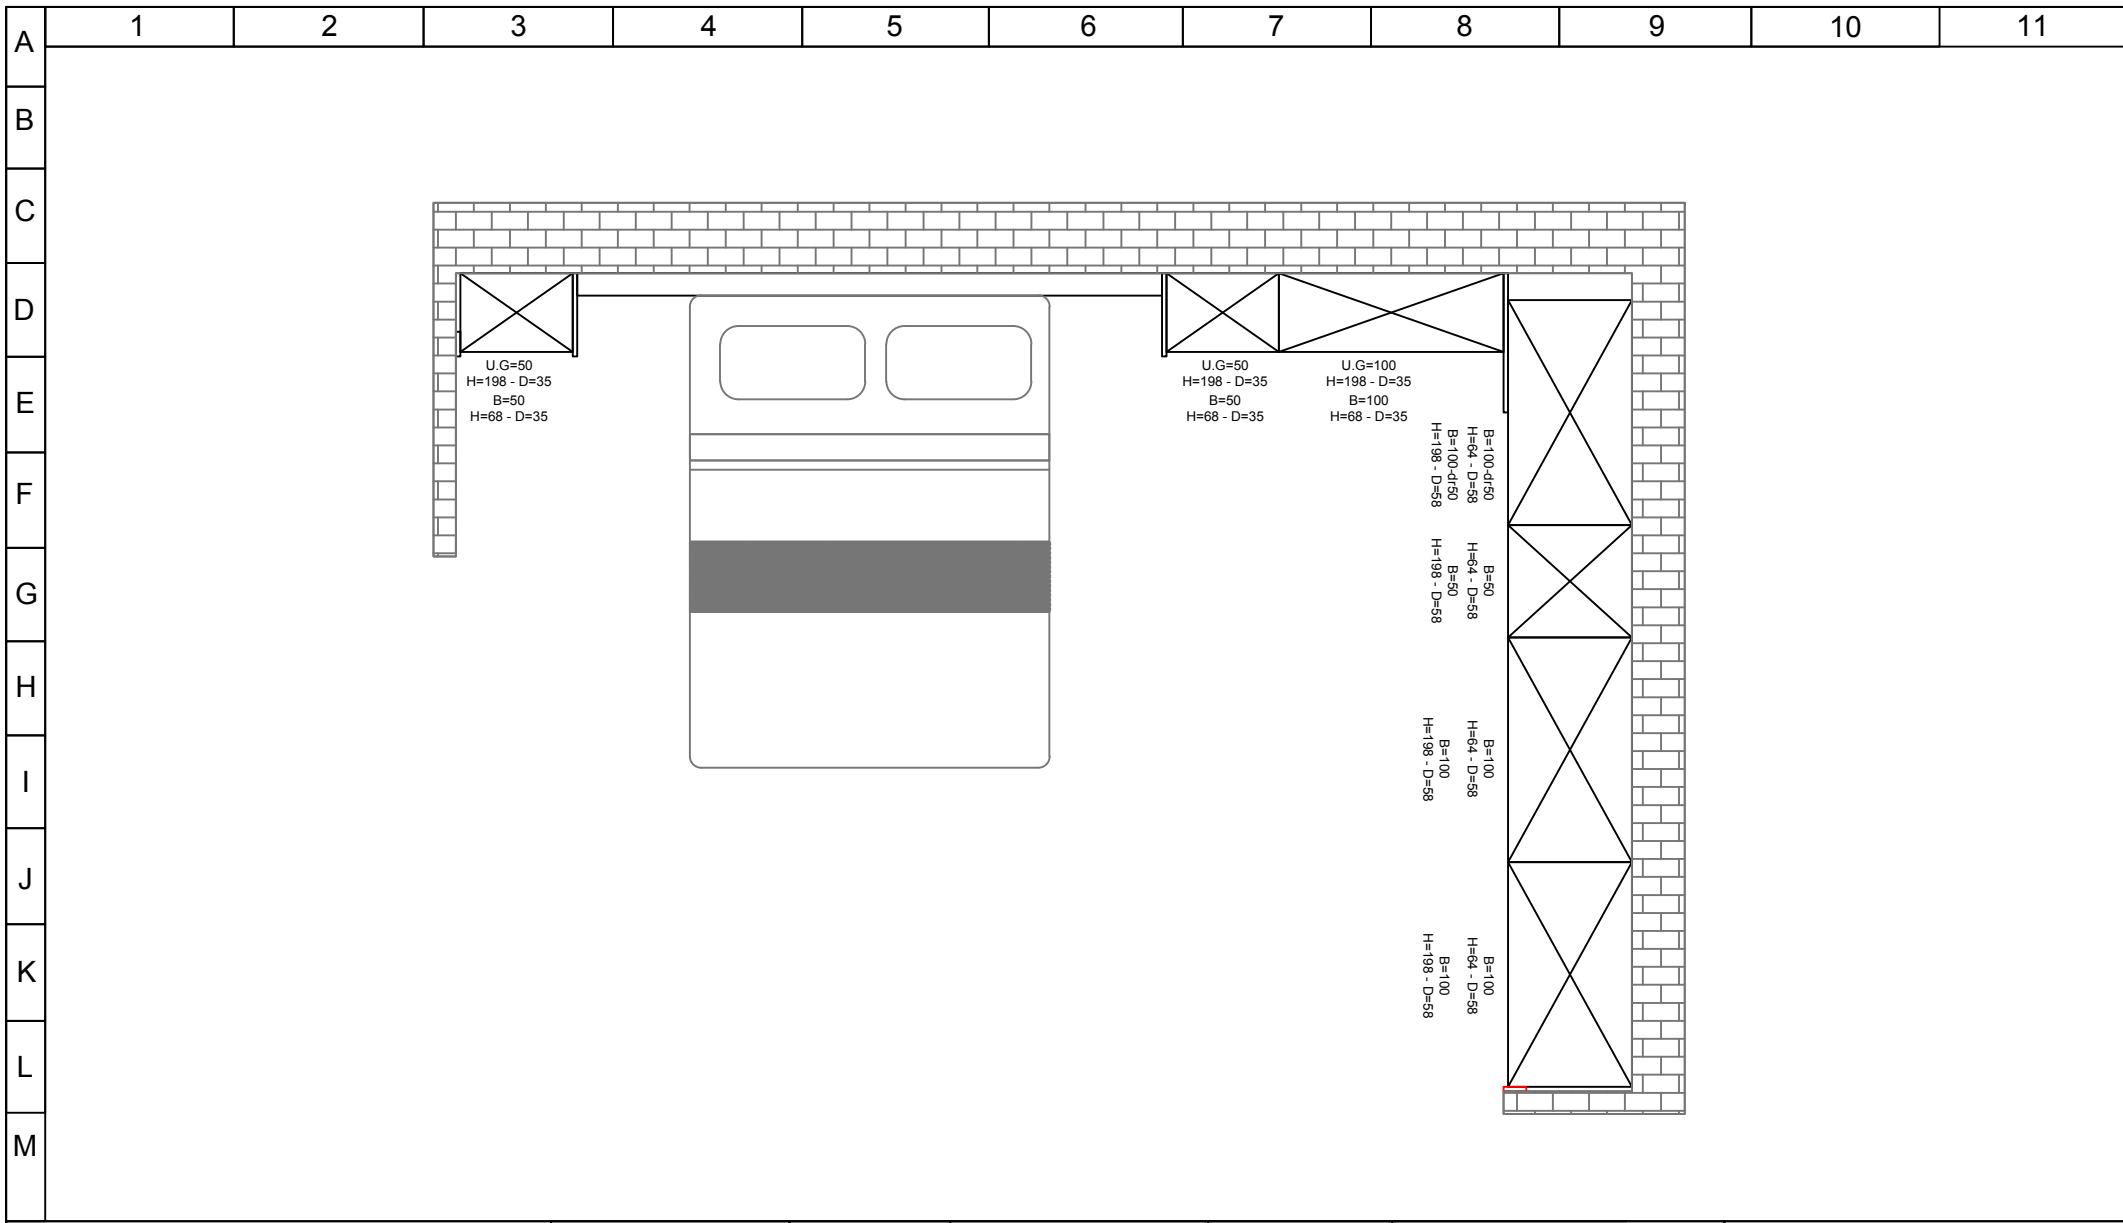 1 2 3 4 5 6 7 8 9 10 11
A
B
C
D
E
F
G
H
I
J
K
L
M
U.G=50
H=198 - D=35
B=50
H=68 - D=35
U.G=50
H=198 - D=35
B=50
H=68 - D=35
U.G=100
H=198 - D=35
B=100
H=68 - D=35
B=100-dr50
H=64 - D=58
B=100-dr50
H=198 - D=58
B=50
H=64 - D=58
B=50
H=198 - D=58
B=100
H=64 - D=58
B=100
H=198 - D=58
B=100
H=64 - D=58
B=100
H=198 - D=58